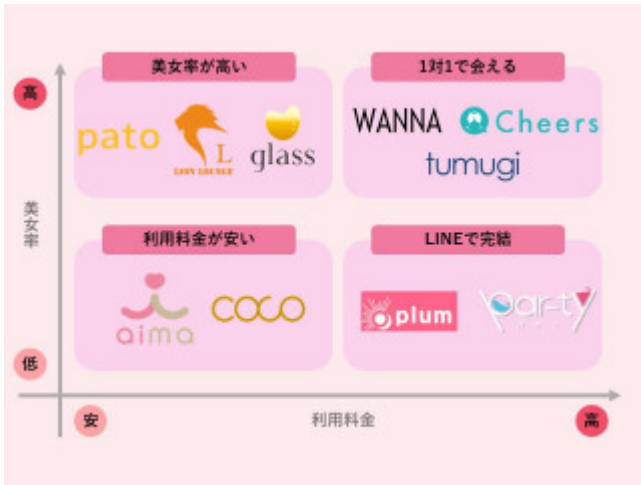 美女率が高い
1対1で会える
高
pato
L
LION LOUNGE
glass
WANNA
Cheers
tumugi
美女率
利用料金が安い
LINEで完結
aima
coco
plum
par-ty
低
安
利用料金
高